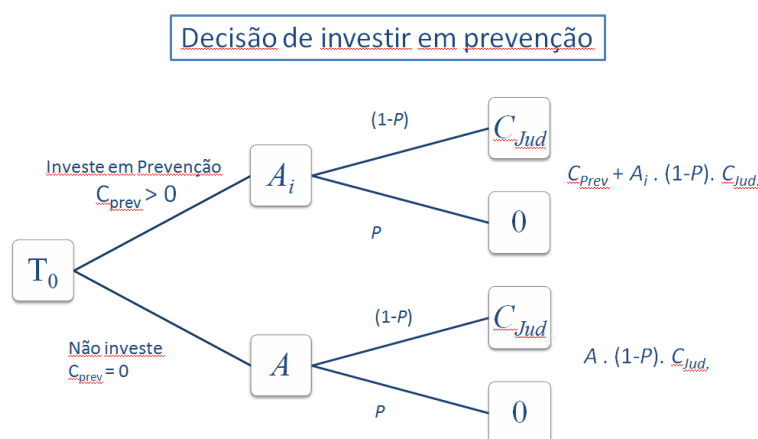 Decisão de investir em prevenção
(1-P)
C_Jud
Investe em Prevenção
C_prev > 0
A_i
C_Prev + A_i . (1-P). C_Jud.
P
0
T_0
(1-P)
C_Jud
Não investe
C_prev = 0
A
A . (1-P). C_Jud.
P
0